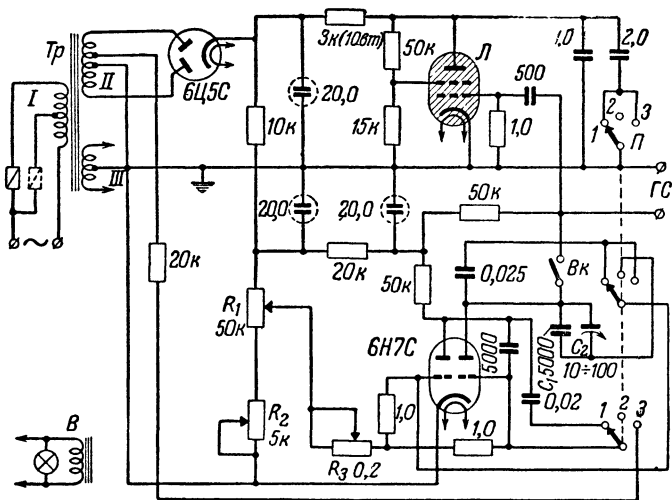 Тр
I
II
III
6Ц5С
3к(10вт)
50к
Л
500
1,0
2,0
10к
20,0
15к
1,0
1
2
3
П
ГС
20,0
20,0
50к
20к
20к
50к
0,025
Вк
R1
50к
6Н7С
5000
С1 5000
С2
10÷100
0,02
R2
5к
1,0
1,0
R3 0,2
1
2
3
В